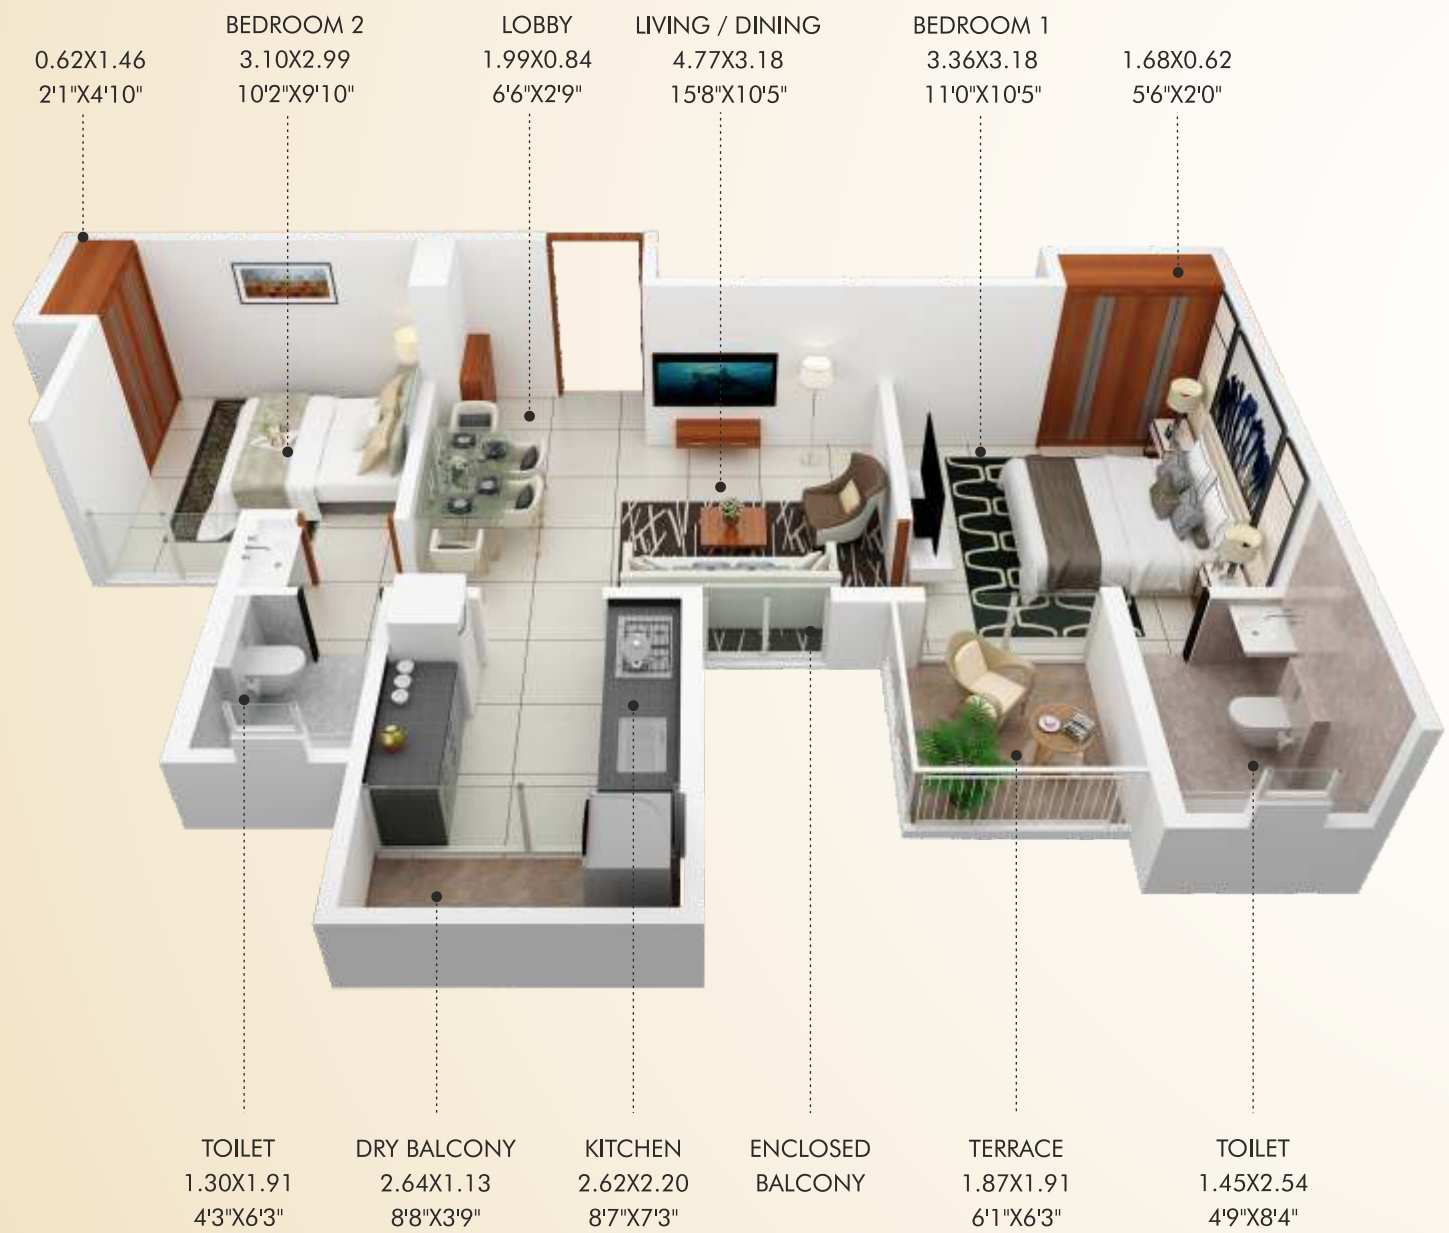 0.62X1.46
2'1"X4'10"
BEDROOM 2
3.10X2.99
10'2"X9'10"
LOBBY
1.99X0.84
6'6"X2'9"
LIVING / DINING
4.77X3.18
15'8"X10'5"
BEDROOM 1
3.36X3.18
11'0"X10'5"
1.68X0.62
5'6"X2'0"
TOILET
1.30X1.91
4'3"X6'3"
DRY BALCONY
2.64X1.13
8'8"X3'9"
KITCHEN
2.62X2.20
8'7"X7'3"
ENCLOSED
BALCONY
TERRACE
1.87X1.91
6'1"X6'3"
TOILET
1.45X2.54
4'9"X8'4"